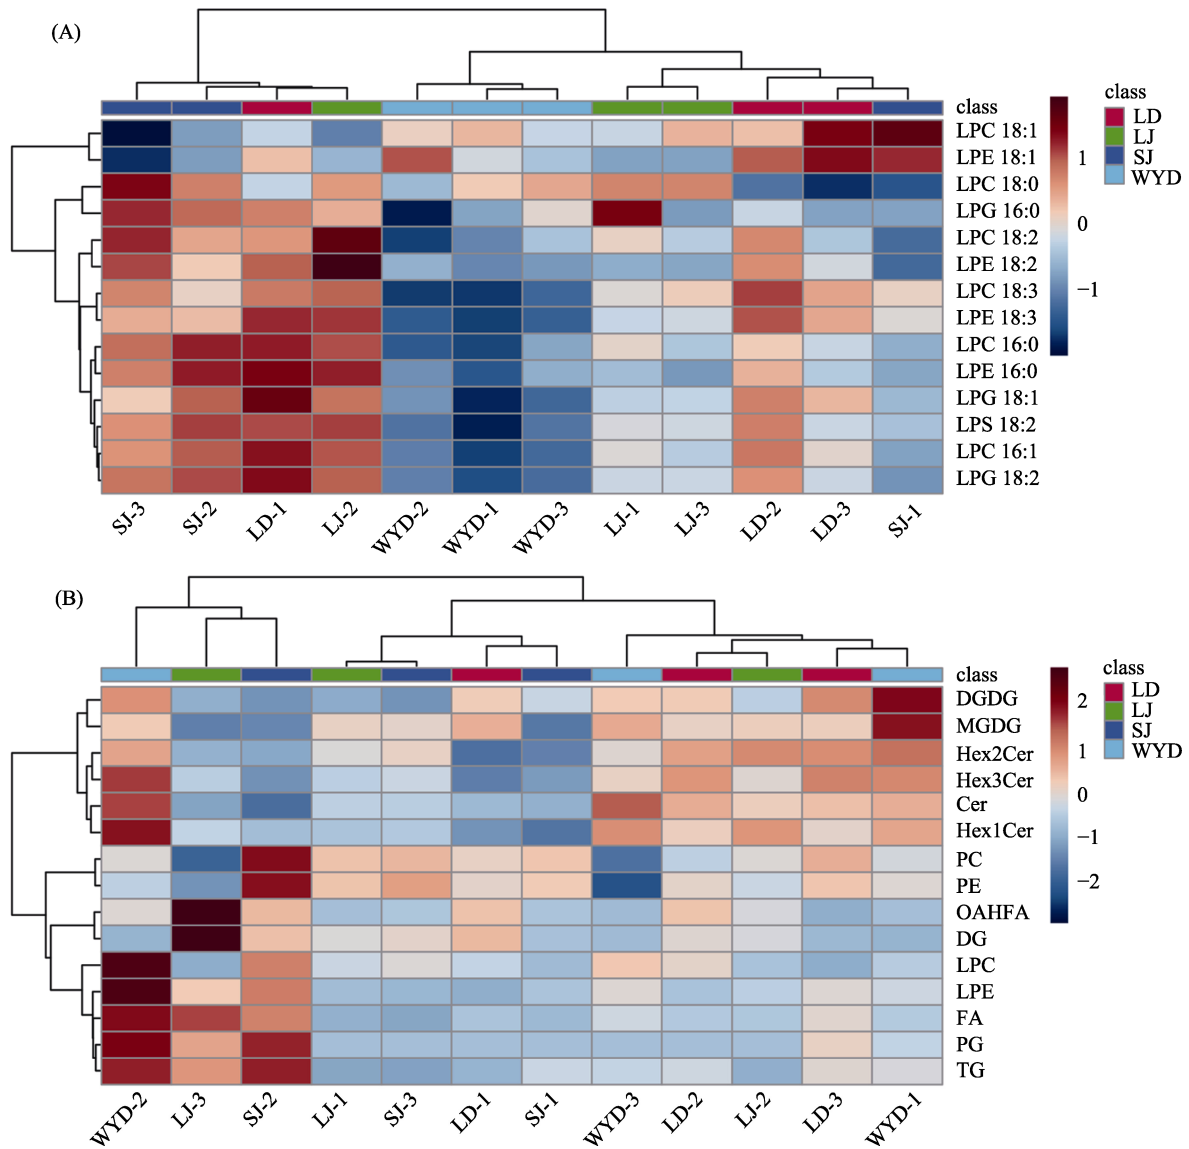 (A)
class
LPC 18:1
LPE 18:1
LPC 18:0
LPG 16:0
LPC 18:2
LPE 18:2
LPC 18:3
LPE 18:3
LPC 16:0
LPE 16:0
LPG 18:1
LPS 18:2
LPC 16:1
LPG 18:2
1
0
−1
class
LD
LJ
SJ
WYD
SJ-3
SJ-2
LD-1
LJ-2
WYD-2
WYD-1
WYD-3
LJ-1
LJ-3
LD-2
LD-3
SJ-1
(B)
class
DGDG
MGDG
Hex2Cer
Hex3Cer
Cer
Hex1Cer
PC
PE
OAHFA
DG
LPC
LPE
FA
PG
TG
2
1
0
−1
−2
class
LD
LJ
SJ
WYD
WYD-2
LJ-3
SJ-2
LJ-1
SJ-3
LD-1
SJ-1
WYD-3
LD-2
LJ-2
LD-3
WYD-1